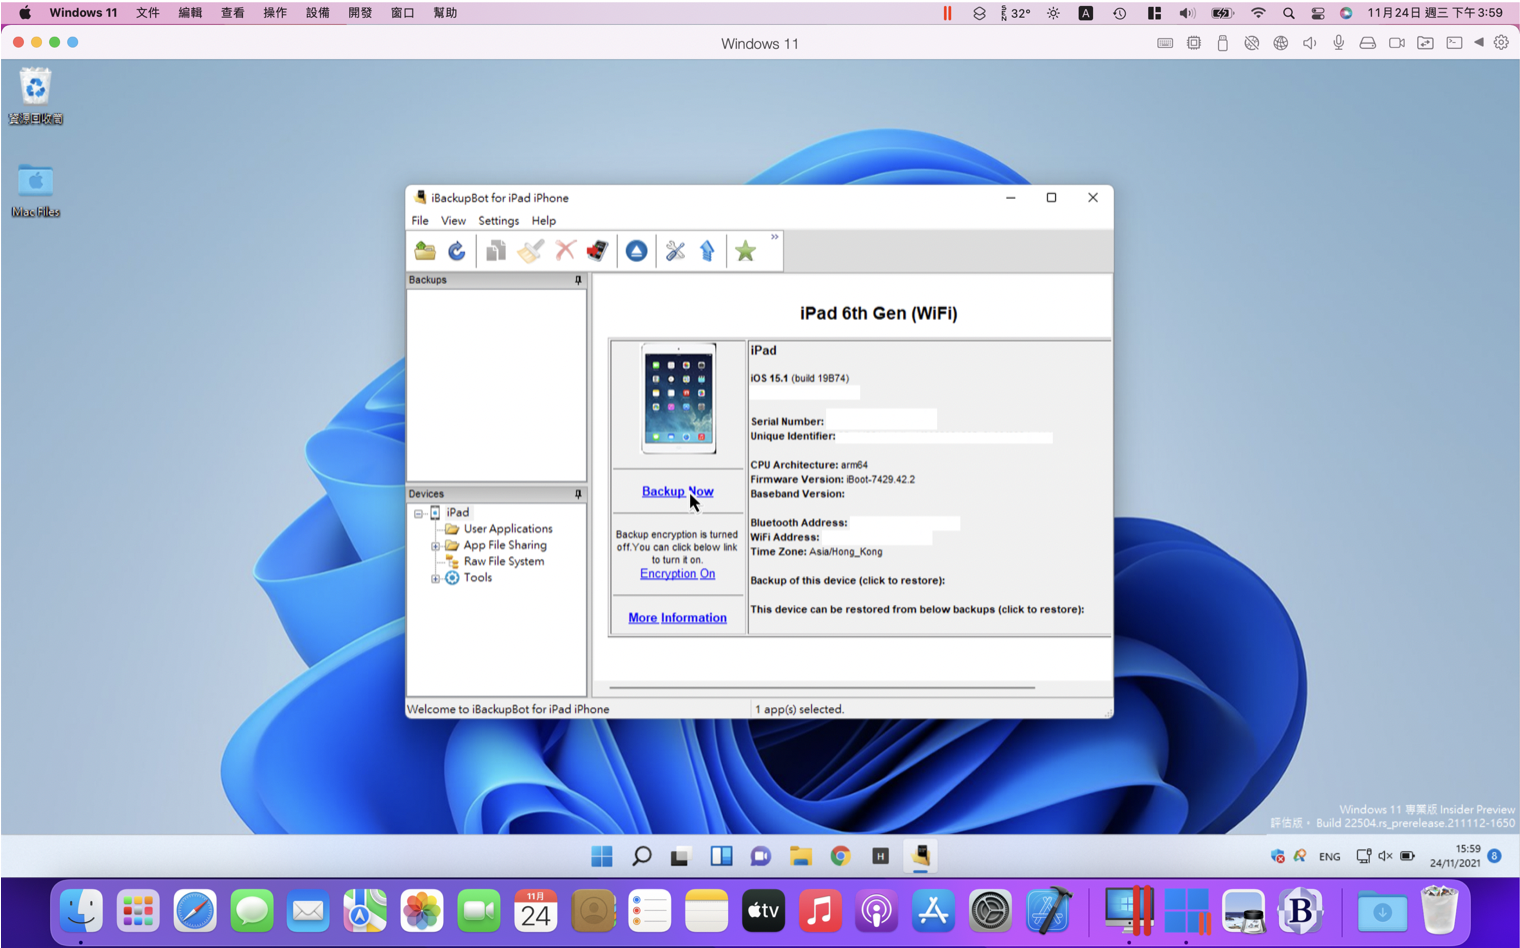 Windows 11 文件 編輯 查看 操作 設備 開發 窗口 幫助
SEN 32° A 11月24日 週三 下午3:59
Windows 11
資源回收筒
Mac Files
iBackupBot for iPad iPhone
File View Settings Help
Backups
Devices
iPad
User Applications
App File Sharing
Raw File System
Tools
iPad 6th Gen (WiFi)
Backup Now
Backup encryption is turned
off.You can click below link
to turn it on.
Encryption On
More Information
iPad
iOS 15.1 (build 19B74)
Serial Number:
Unique Identifier:
CPU Architecture: arm64
Firmware Version: iBoot-7429.42.2
Baseband Version:
Bluetooth Address:
WiFi Address:
Time Zone: Asia/Hong_Kong
Backup of this device (click to restore):
This device can be restored from below backups (click to restore):
Welcome to iBackupBot for iPad iPhone
1 app(s) selected.
Windows 11 專業版 Insider Preview
評估版。 Build 22504.rs_prerelease.211112-1650
H
ENG
15:59
24/11/2021
8
11月
24
tv
B